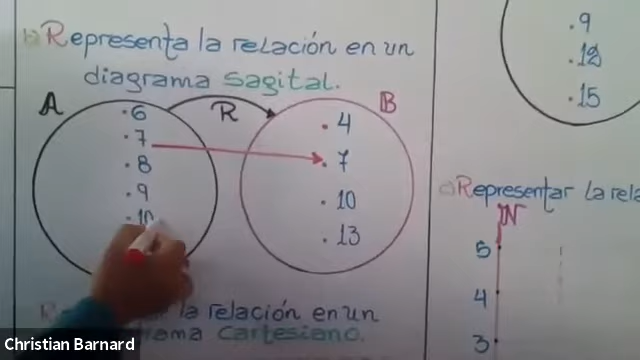 b) Representa la relación en un
diagrama sagital.
A
R
B
. 6
. 7
. 8
. 9
. 10
. 4
. 7
. 10
. 13
la relación en un
cartesiano.
. 9
. 12
. 15
c) Representar la rela
N
5
4
3
Christian Barnard